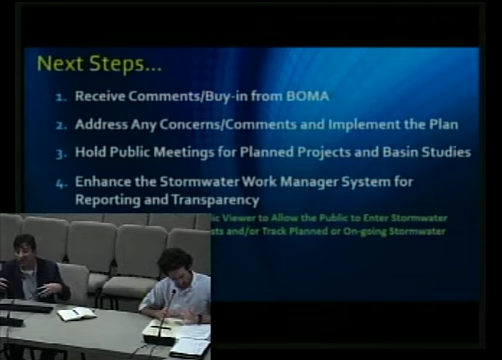 Next Steps...
1. Receive Comments/Buy-in from BOMA
2. Address Any Concerns/Comments and Implement the Plan
3. Hold Public Meetings for Planned Projects and Basin Studies
4. Enhance the Stormwater Work Manager System for
Reporting and Transparency
ic Viewer to Allow the Public to Enter Stormwater
sts and/or Track Planned or On-going Stormwater